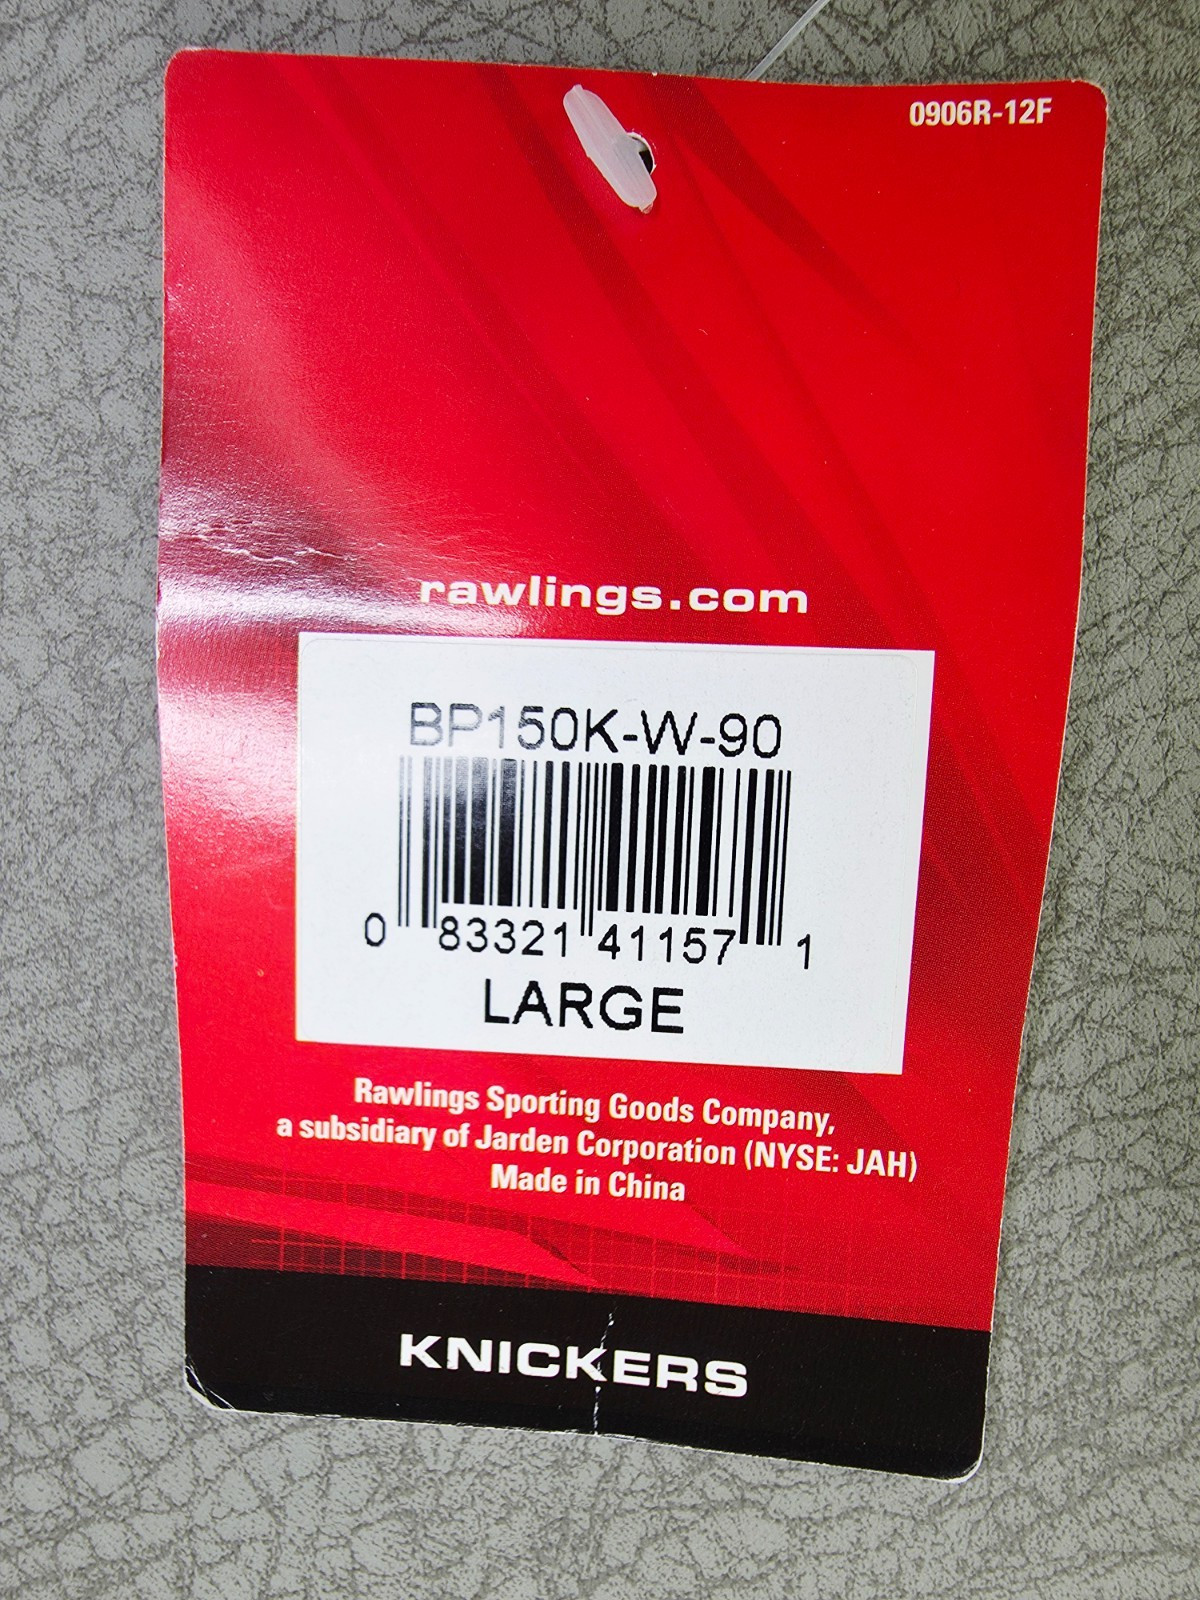 0906R-12F
rawlings.com
BP150K-W-90
0 83321 41157 1
LARGE
Rawlings Sporting Goods Company,
a subsidiary of Jarden Corporation (NYSE: JAH)
Made in China
KNICKERS